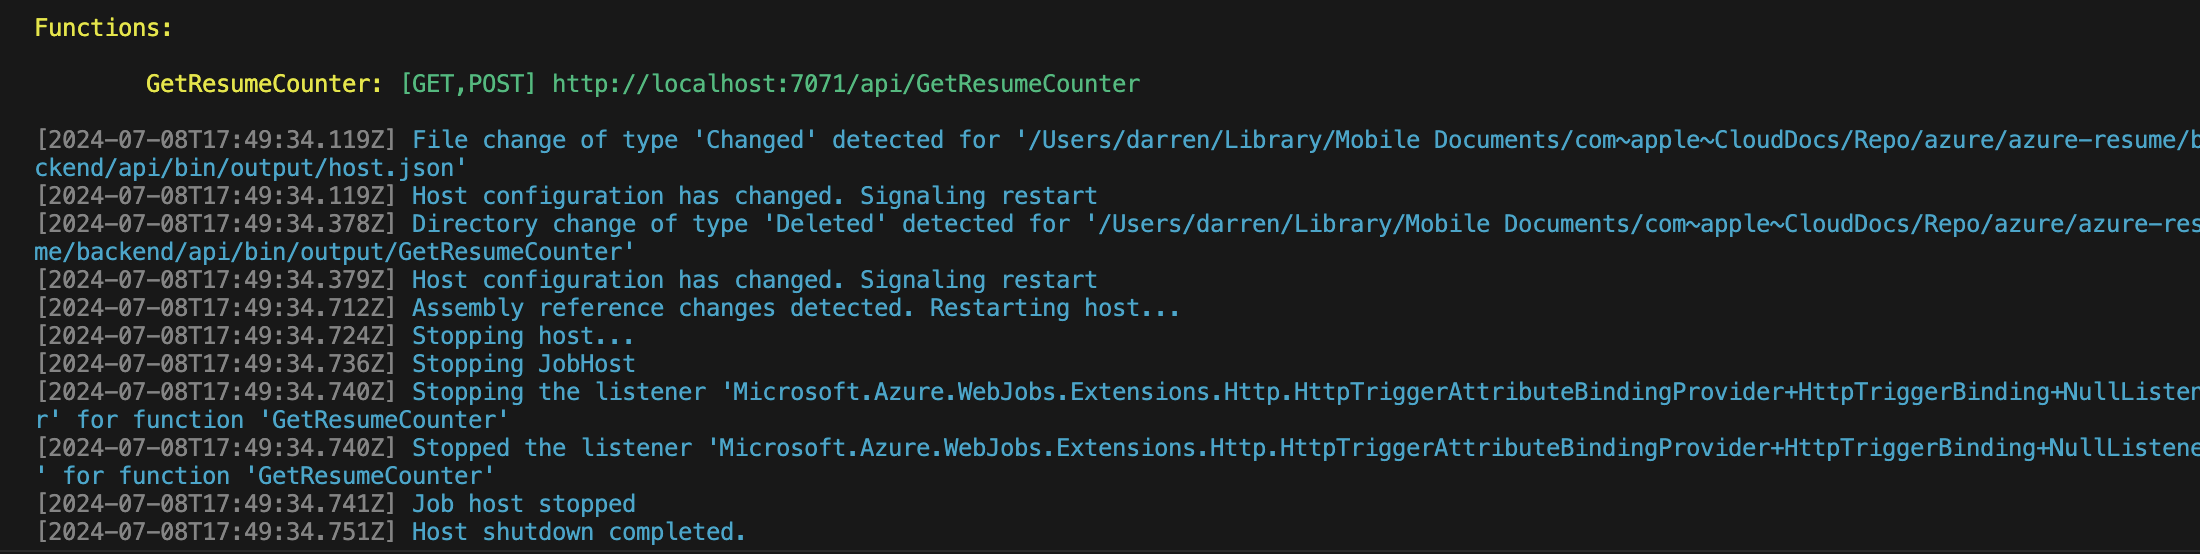 Functions:
GetResumeCounter: [GET,POST] http://localhost:7071/api/GetResumeCounter
[2024-07-08T17:49:34.119Z] File change of type 'Changed' detected for '/Users/darren/Library/Mobile Documents/com~apple~CloudDocs/Repo/azure/azure-resume/b
ckend/api/bin/output/host.json'
[2024-07-08T17:49:34.119Z] Host configuration has changed. Signaling restart
[2024-07-08T17:49:34.378Z] Directory change of type 'Deleted' detected for '/Users/darren/Library/Mobile Documents/com~apple~CloudDocs/Repo/azure/azure-res
me/backend/api/bin/output/GetResumeCounter'
[2024-07-08T17:49:34.379Z] Host configuration has changed. Signaling restart
[2024-07-08T17:49:34.712Z] Assembly reference changes detected. Restarting host...
[2024-07-08T17:49:34.724Z] Stopping host...
[2024-07-08T17:49:34.736Z] Stopping JobHost
[2024-07-08T17:49:34.740Z] Stopping the listener 'Microsoft.Azure.WebJobs.Extensions.Http.HttpTriggerAttributeBindingProvider+HttpTriggerBinding+NullListen
r' for function 'GetResumeCounter'
[2024-07-08T17:49:34.740Z] Stopped the listener 'Microsoft.Azure.WebJobs.Extensions.Http.HttpTriggerAttributeBindingProvider+HttpTriggerBinding+NullListene
' for function 'GetResumeCounter'
[2024-07-08T17:49:34.741Z] Job host stopped
[2024-07-08T17:49:34.751Z] Host shutdown completed.